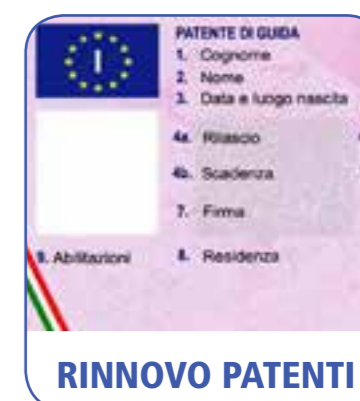 I
PATENTE DI GUIDA
1. Cognome
2. Nome
3. Data e luogo nascita
4a. Rilascio
4b. Scadenza
7. Firma
9. Abilitazioni
8. Residenza
RINNOVO PATENTI